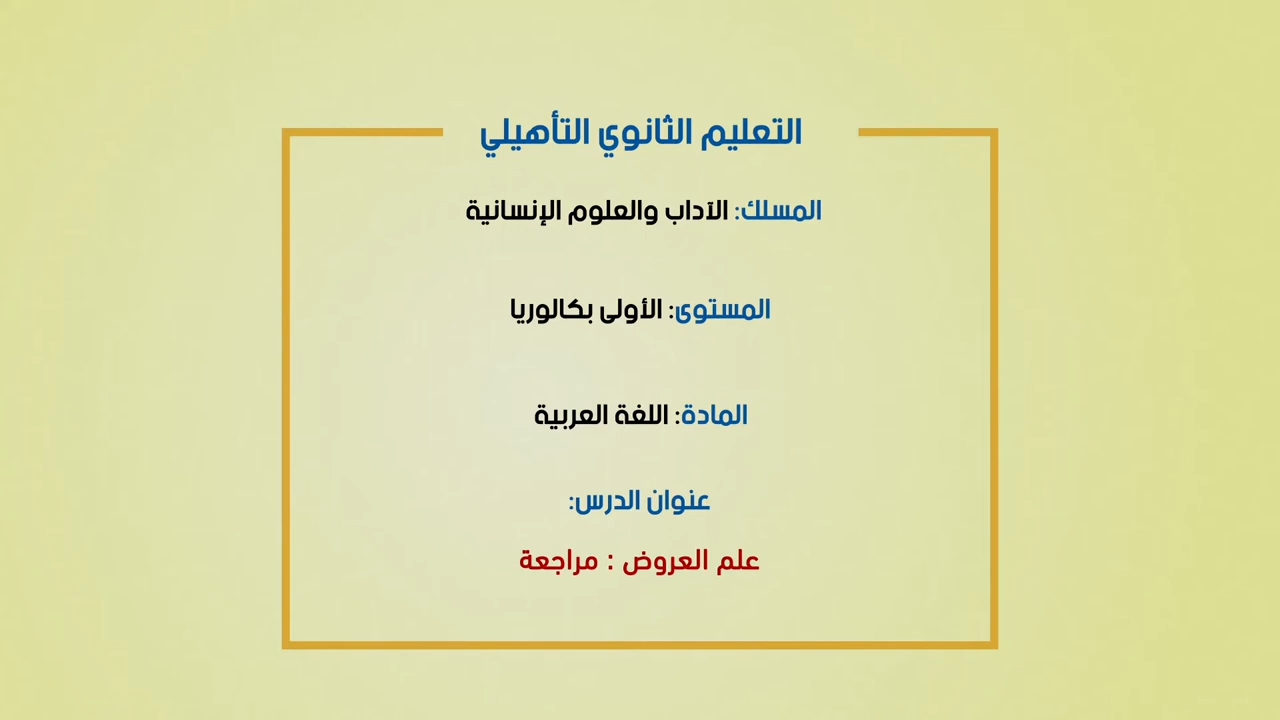 التعليم الثانوي التأهيلي
المسلك: الآداب والعلوم الإنسانية
المستوى: الأولى بكالوريا
المادة: اللغة العربية
عنوان الدرس:
علم العروض : مراجعة